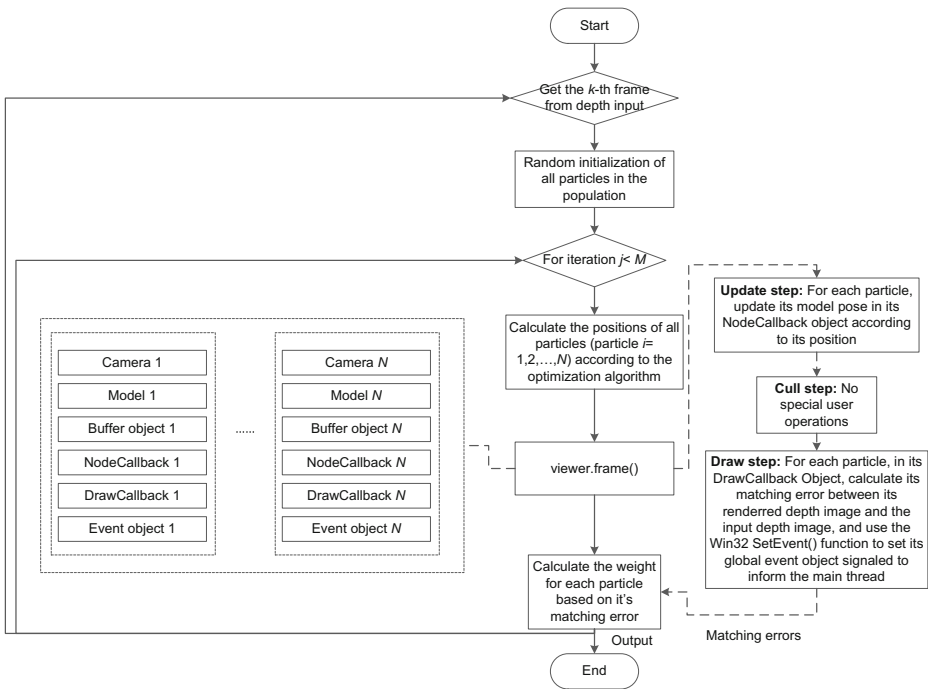 Start
Get the k-th frame
from depth input
Random initialization of
all particles in the
population
For iteration j< M
Calculate the positions of all
particles (particle i=
1,2,…,N) according to the
optimization algorithm
viewer.frame()
Calculate the weight
for each particle
based on it's
matching error
Output
End
Camera 1
Model 1
Buffer object 1
NodeCallback 1
DrawCallback 1
Event object 1
……
Camera N
Model N
Buffer object N
NodeCallback N
DrawCallback N
Event object N
Update step: For each particle,
update its model pose in its
NodeCallback object according
to its position
Cull step: No
special user
operations
Draw step: For each particle, in its
DrawCallback Object, calculate its
matching error between its
renderred depth image and the
input depth image, and use the
Win32 SetEvent() function to set its
global event object signaled to
inform the main thread
Matching errors